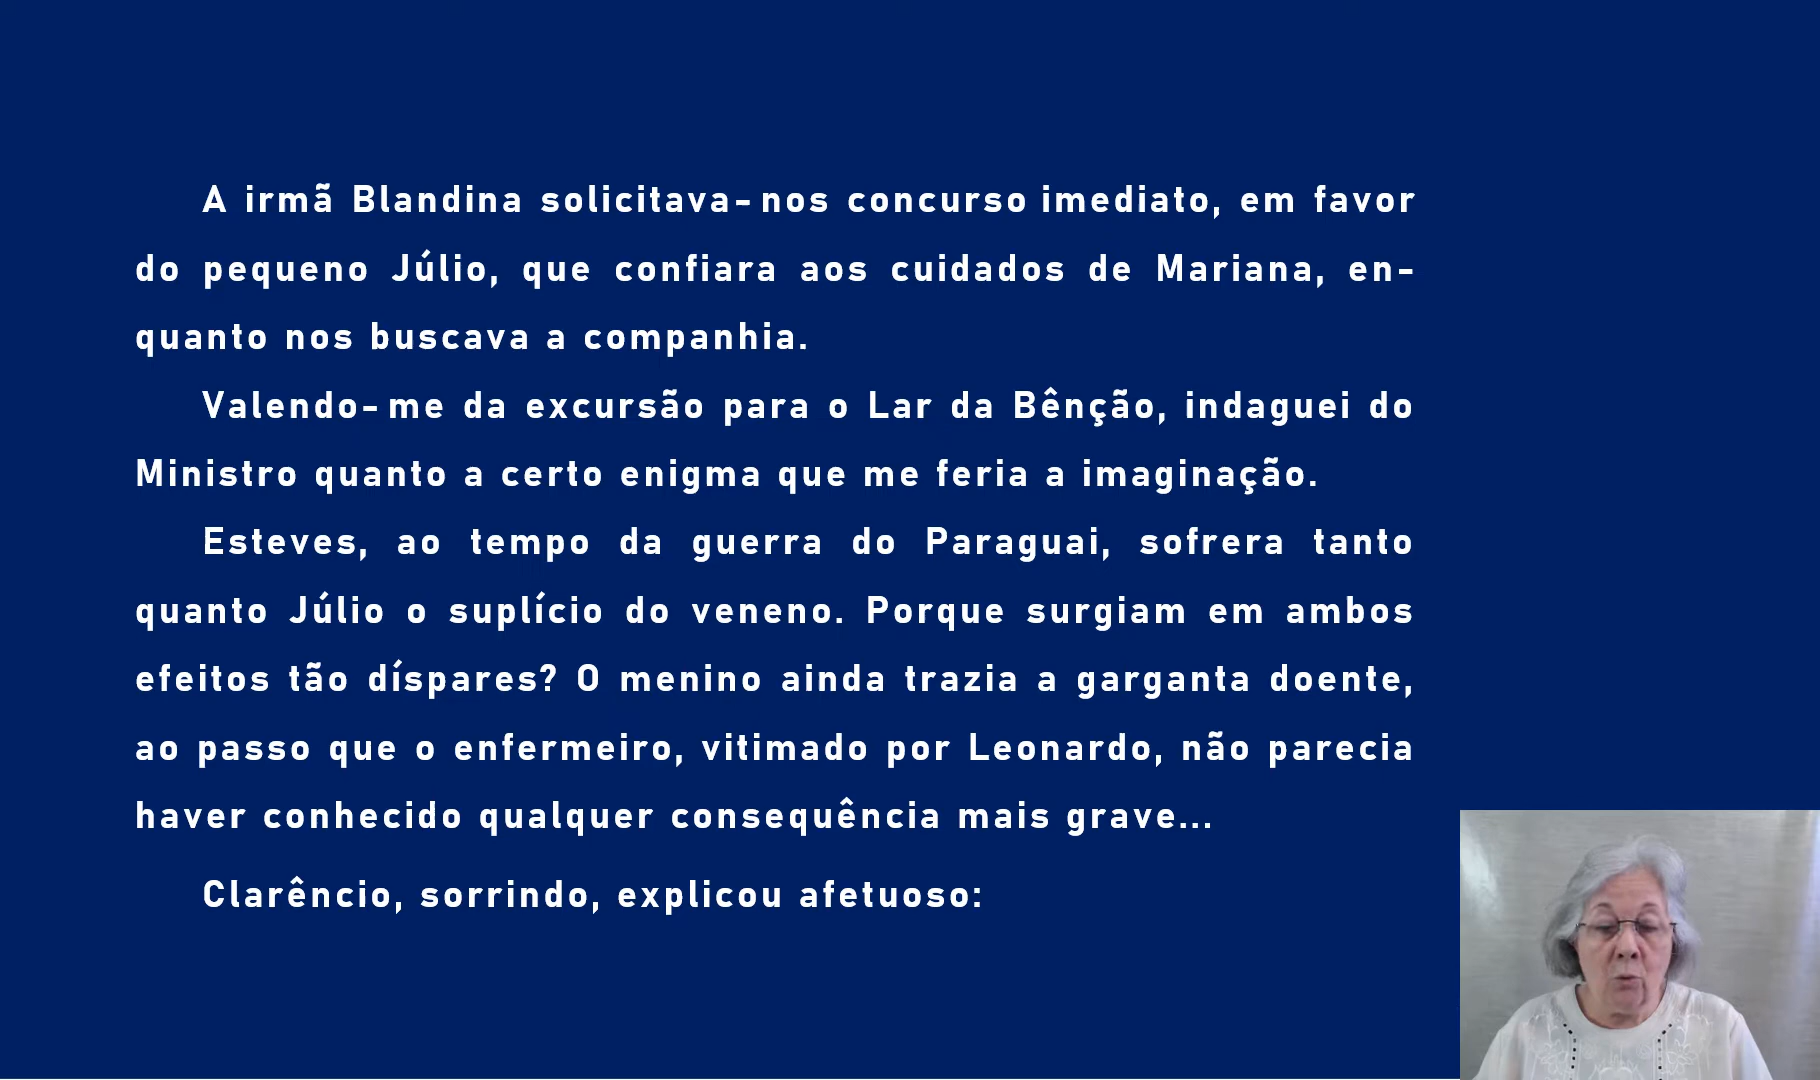 A irmã Blandina solicitava-nos concurso imediato, em favor
do pequeno Júlio, que confiara aos cuidados de Mariana, en-
quanto nos buscava a companhia.
Valendo-me da excursão para o Lar da Bênção, indaguei do
Ministro quanto a certo enigma que me feria a imaginação.
Esteves, ao tempo da guerra do Paraguai, sofrera tanto
quanto Júlio o suplício do veneno. Porque surgiam em ambos
efeitos tão díspares? O menino ainda trazia a garganta doente,
ao passo que o enfermeiro, vitimado por Leonardo, não parecia
haver conhecido qualquer consequência mais grave...
Clarêncio, sorrindo, explicou afetuoso: